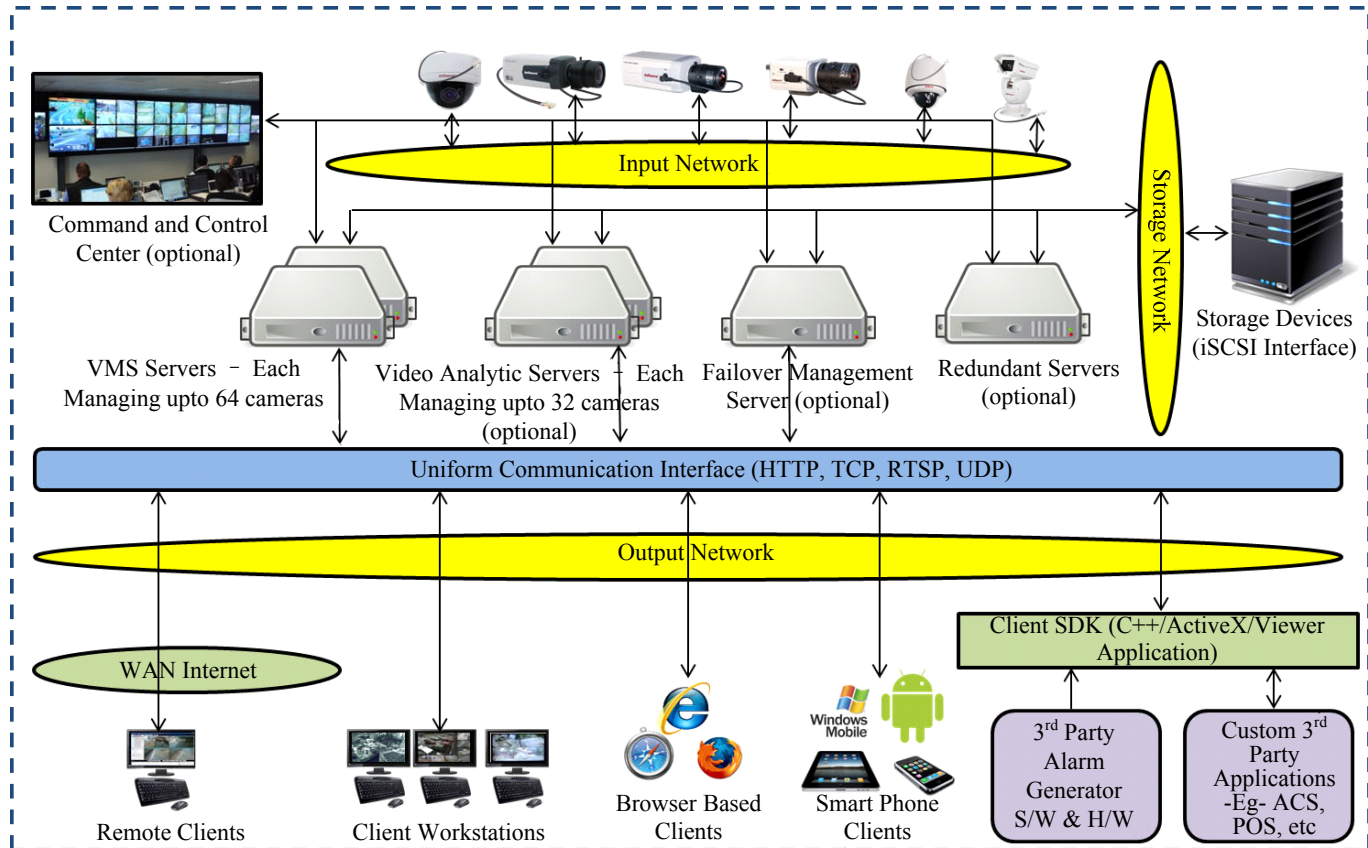 Input Network
Command and Control
Center (optional)
Storage Network
Storage Devices
(iSCSI Interface)
VMS Servers – Each
Managing upto 64 cameras
Video Analytic Servers – Each
Managing upto 32 cameras
(optional)
Failover Management
Server (optional)
Redundant Servers
(optional)
Uniform Communication Interface (HTTP, TCP, RTSP, UDP)
Output Network
WAN Internet
Client SDK (C++/ActiveX/Viewer
Application)
Remote Clients
Client Workstations
Browser Based
Clients
Windows
Mobile
Smart Phone
Clients
3rd Party
Alarm
Generator
S/W & H/W
Custom 3rd
Party
Applications
-Eg- ACS,
POS, etc